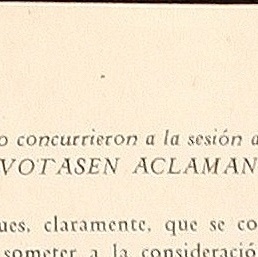 o concurrieron a la sesión a
VOTASEN ACLAMAN
ues, claramente, que se co
someter a la consideració